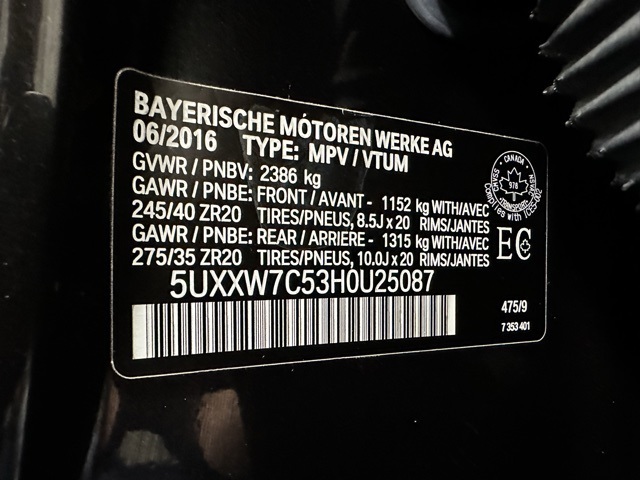 BAYERISCHE MOTOREN WERKE AG
06/2016 TYPE: MPV / VTUM
GVWR / PNBV: 2386 kg
GAWR / PNBE: FRONT / AVANT - 1152 kg WITH/AVEC
245/40 ZR20 TIRES/PNEUS, 8.5J x 20 RIMS/JANTES
GAWR / PNBE: REAR / ARRIERE - 1315 kg WITH/AVEC
275/35 ZR20 TIRES/PNEUS, 10.0J x 20 RIMS/JANTES
5UXXW7C53H0U25087
CANADA
978
TRANSPORT
EC
475/9
7 353 401